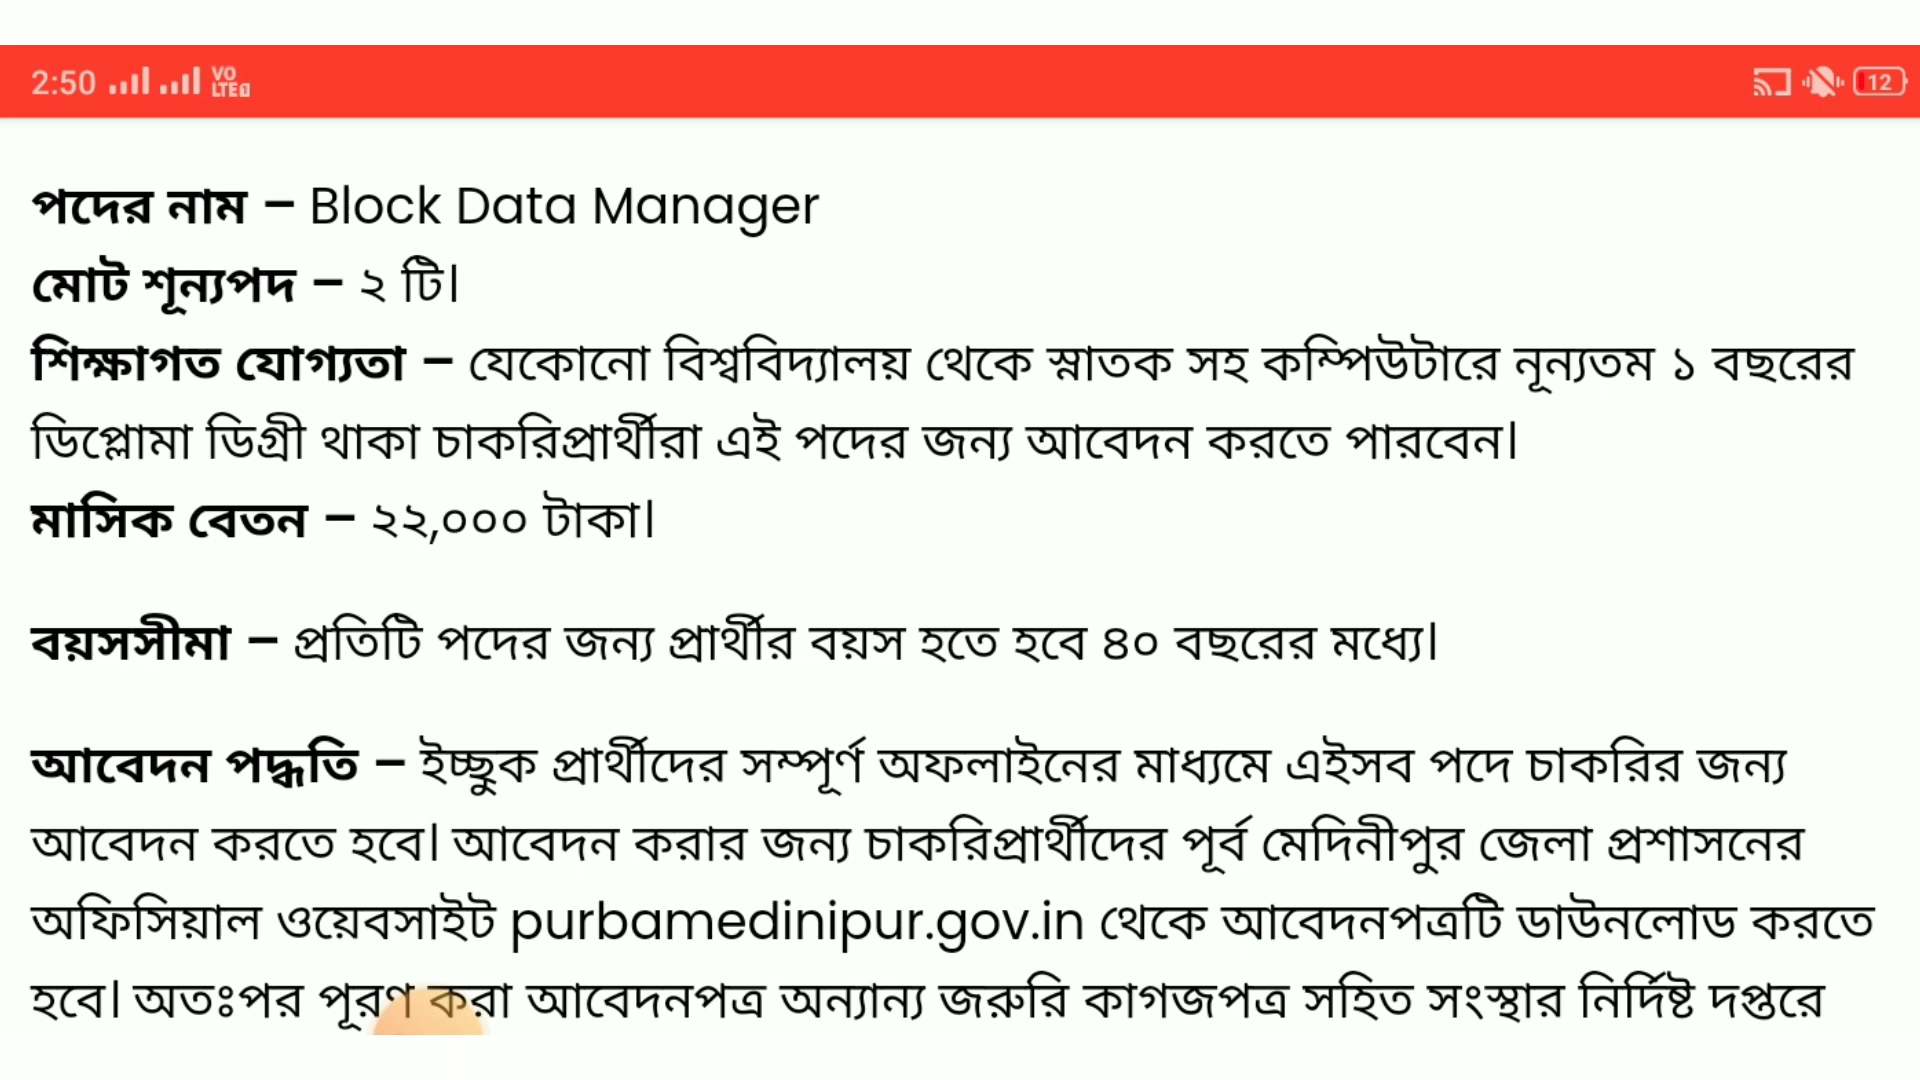 2:50 VO LTE 12
পদের নাম – Block Data Manager
মোট শূন্যপদ – ২ টি।
শিক্ষাগত যোগ্যতা – যেকোনো বিশ্ববিদ্যালয় থেকে স্নাতক সহ কম্পিউটারে নূন্যতম ১ বছরের
ডিপ্লোমা ডিগ্রী থাকা চাকরিপ্রার্থীরা এই পদের জন্য আবেদন করতে পারবেন।
মাসিক বেতন – ২২,০০০ টাকা।
বয়সসীমা – প্রতিটি পদের জন্য প্রার্থীর বয়স হতে হবে ৪০ বছরের মধ্যে।
আবেদন পদ্ধতি – ইচ্ছুক প্রার্থীদের সম্পূর্ণ অফলাইনের মাধ্যমে এইসব পদে চাকরির জন্য
আবেদন করতে হবে। আবেদন করার জন্য চাকরিপ্রার্থীদের পূর্ব মেদিনীপুর জেলা প্রশাসনের
অফিসিয়াল ওয়েবসাইট purbamedinipur.gov.in থেকে আবেদনপত্রটি ডাউনলোড করতে
হবে। অতঃপর পূরণ করা আবেদনপত্র অন্যান্য জরুরি কাগজপত্র সহিত সংস্থার নির্দিষ্ট দপ্তরে